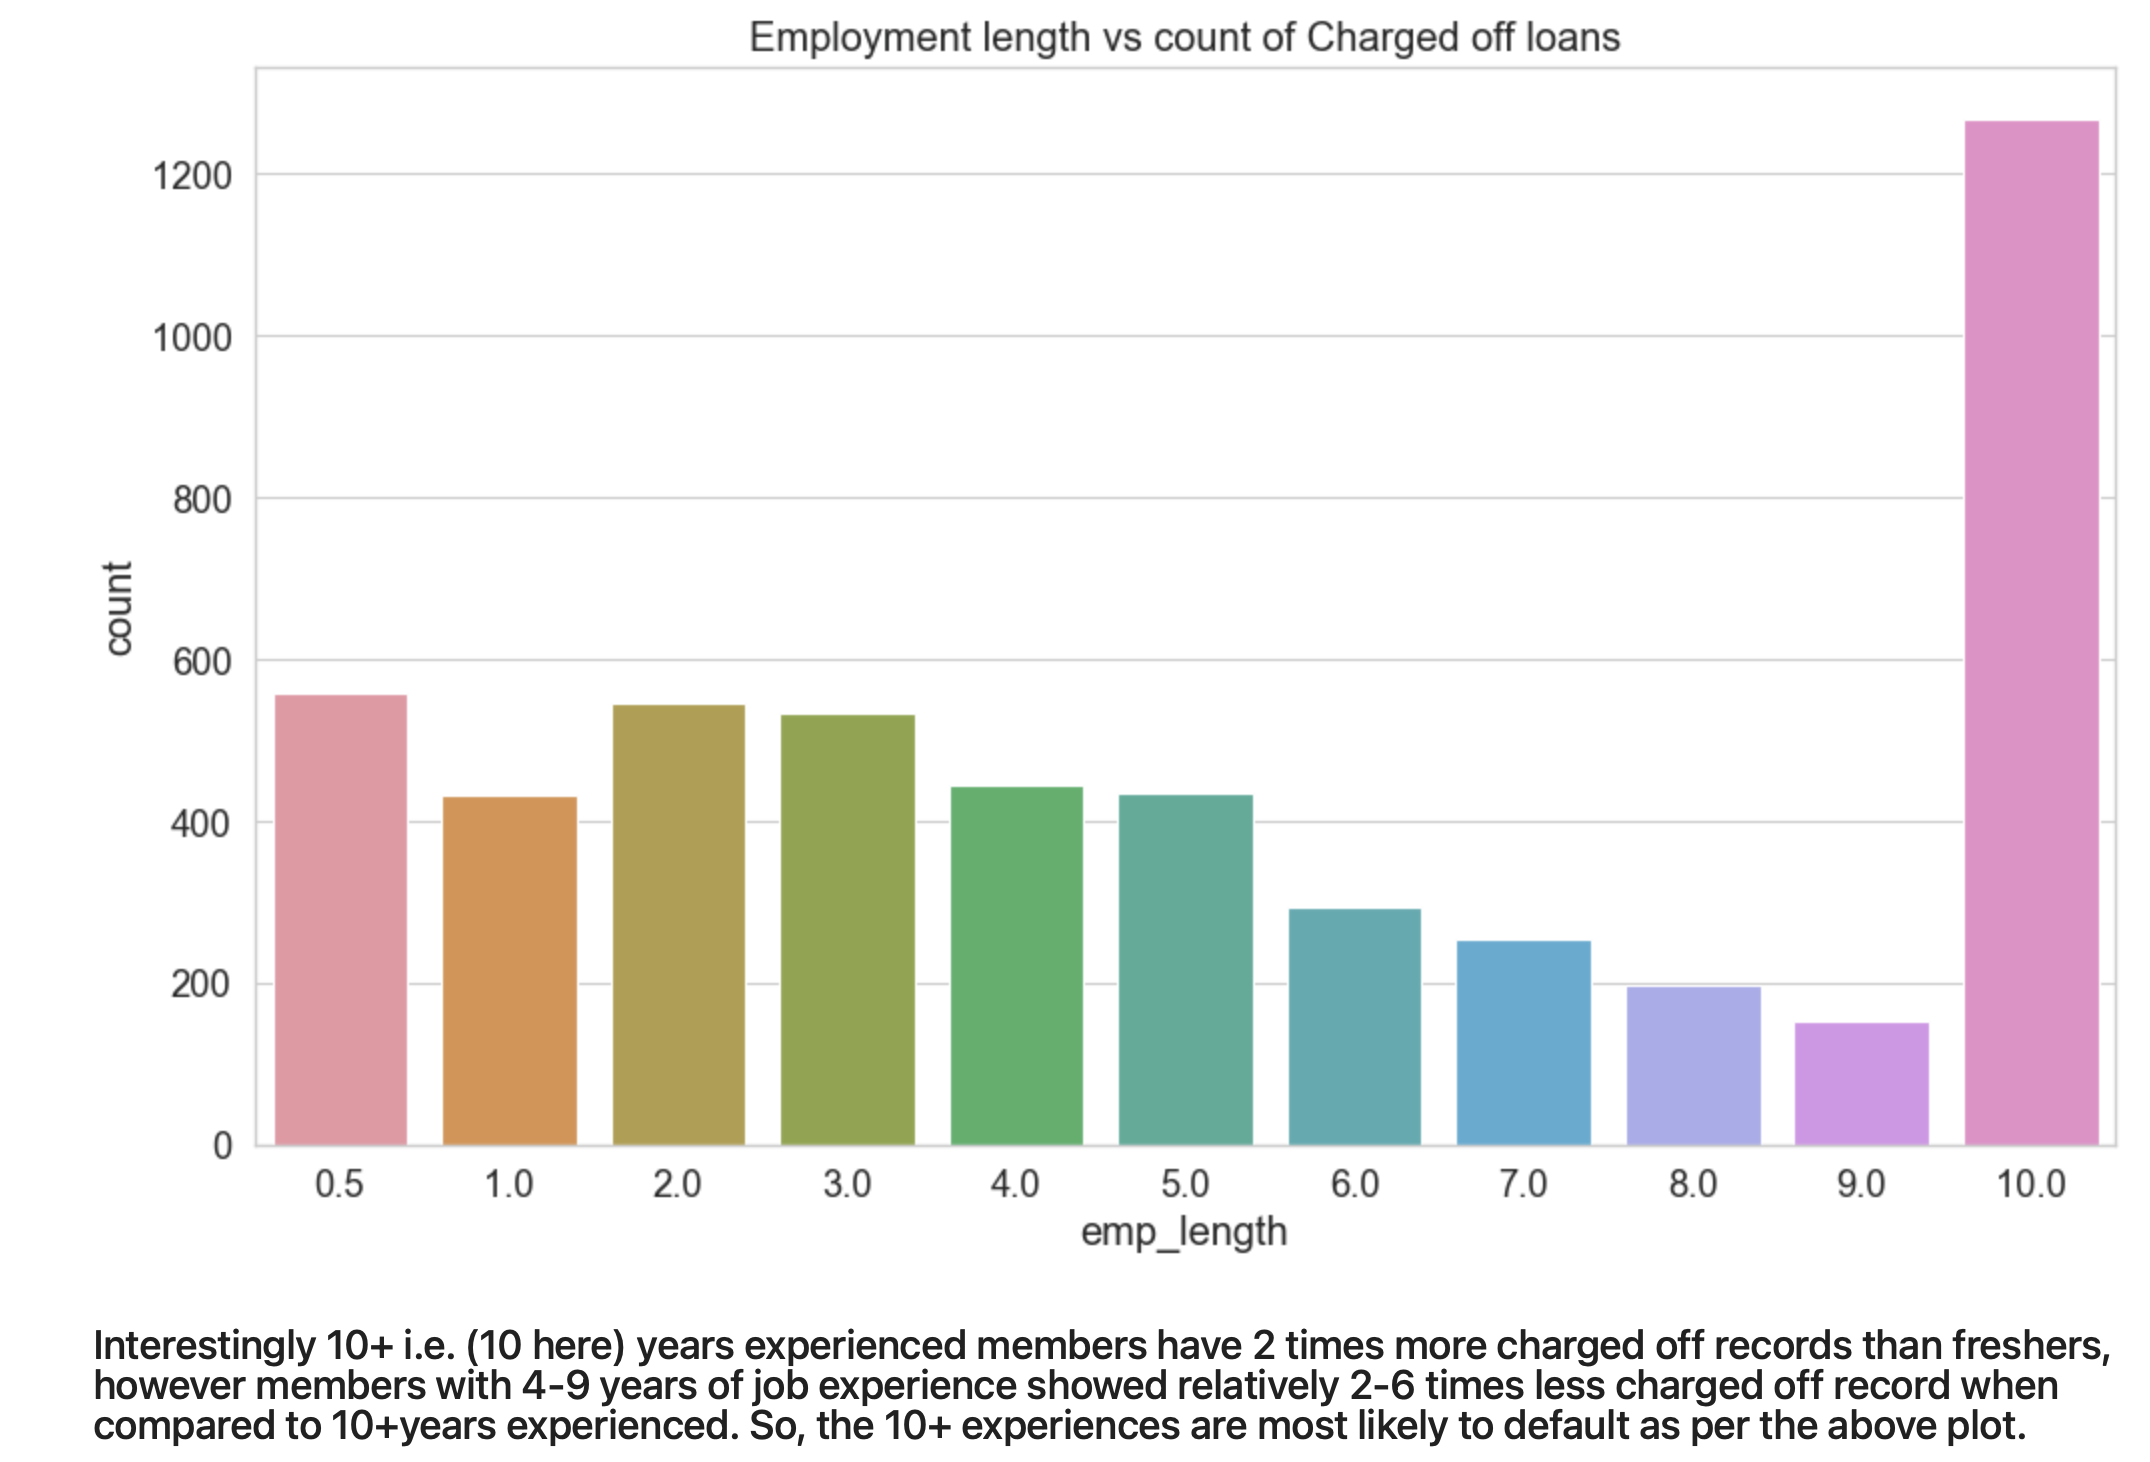 Employment length vs count of Charged off loans
1200
1000
800
600
400
200
0
count
0.5 1.0 2.0 3.0 4.0 5.0 6.0 7.0 8.0 9.0 10.0
emp_length
Interestingly 10+ i.e. (10 here) years experienced members have 2 times more charged off records than freshers,
however members with 4-9 years of job experience showed relatively 2-6 times less charged off record when
compared to 10+years experienced. So, the 10+ experiences are most likely to default as per the above plot.